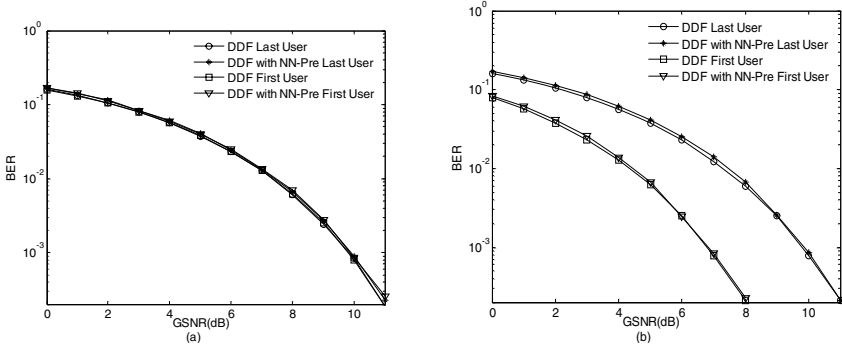 10^0
10^-1
10^-2
10^-3
BER
0 2 4 6 8 10
GSNR(dB)
(a)
DDF Last User
DDF with NN-Pre Last User
DDF First User
DDF with NN-Pre First User
10^0
10^-1
10^-2
10^-3
BER
0 2 4 6 8 10
GSNR(dB)
(b)
DDF Last User
DDF with NN-Pre Last User
DDF First User
DDF with NN-Pre First User